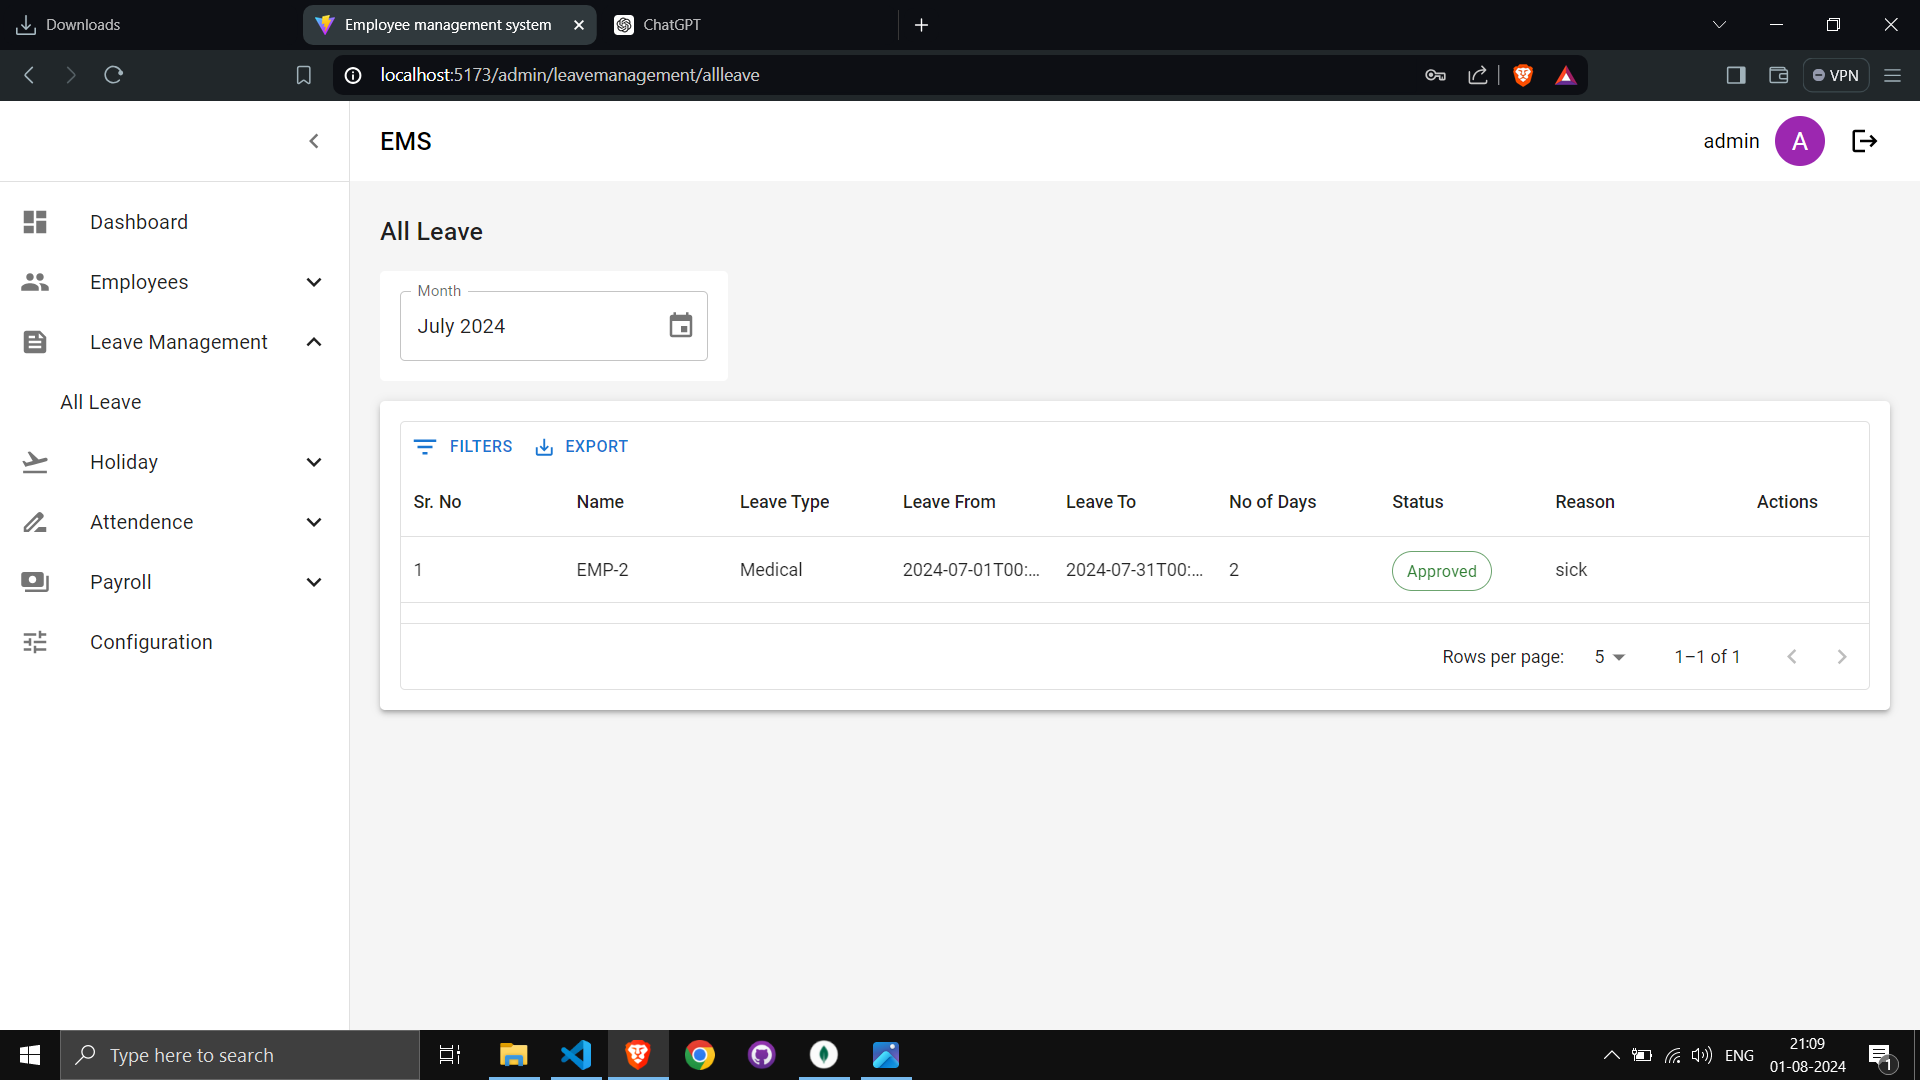 Downloads
Employee management system
ChatGPT
localhost:5173/admin/leavemanagement/allleave
VPN
EMS
admin
A
Dashboard
Employees
Leave Management
All Leave
Holiday
Attendence
Payroll
Configuration
All Leave
Month
July 2024
FILTERS EXPORT
Sr. No Name Leave Type Leave From Leave To No of Days Status Reason Actions
1 EMP-2 Medical 2024-07-01T00:... 2024-07-31T00:... 2 Approved sick
Rows per page: 5 1–1 of 1
Type here to search
ENG
21:09
01-08-2024
1